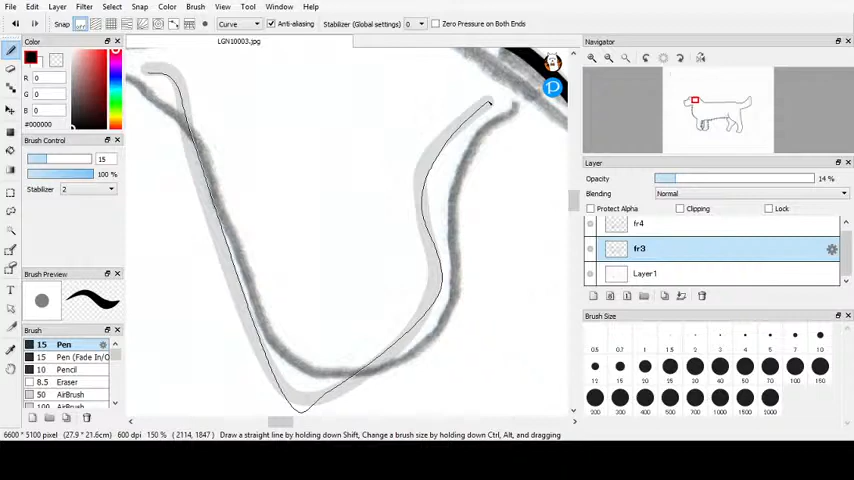 File Edit Layer Filter Select Snap Color Brush View Tool Window Help
Snap off Curve Anti-aliasing Stabilizer (Global settings) 0 Zero Pressure on Both Ends
LGN10003.jpg
Color
R 0
G 0
B 0
#000000
Brush Control
15
100 %
Stabilizer 2
Brush Preview
Brush
15 Pen
15 Pen (Fade In/O
10 Pencil
8.5 Eraser
50 AirBrush
100 AirBrush
Navigator
Layer
Opacity 14 %
Blending Normal
Protect Alpha Clipping Lock
fr4
fr3
Layer1
Brush Size
0.5 0.7 1 1.5 2 3 4 5 7 10
12 15 20 25 30 40 50 70 100 150
200 300 400 500 700 1000 1500 2000
6600 * 5100 pixel (27.9 * 21.6cm) 600 dpi 150 % ( 2114, 1847) Draw a straight line by holding down Shift, Change a brush size by holding down Ctrl, Alt, and dragging